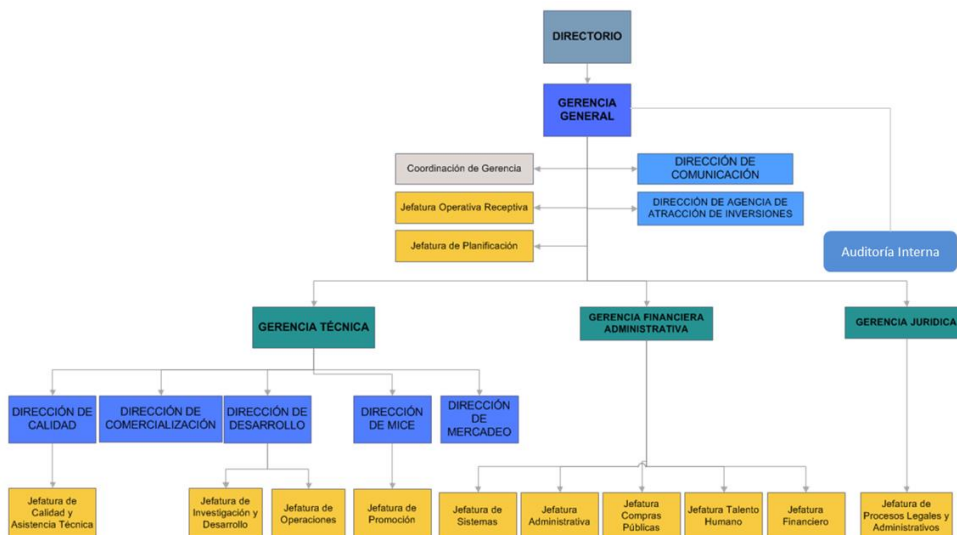 DIRECTORIO
GERENCIA
GENERAL
Coordinación de Gerencia
DIRECCIÓN DE
COMUNICACIÓN
Jefatura Operativa Receptiva
DIRECCIÓN DE AGENCIA DE
ATRACCIÓN DE INVERSIONES
Jefatura de Planificación
Auditoría Interna
GERENCIA TÉCNICA
GERENCIA FINANCIERA
ADMINISTRATIVA
GERENCIA JURIDICA
DIRECCIÓN DE
CALIDAD
DIRECCIÓN DE
COMERCIALIZACIÓN
DIRECCIÓN DE
DESARROLLO
DIRECCIÓN
DE MICE
DIRECCIÓN
DE
MERCADEO
Jefatura de
Calidad y
Asistencia Técnica
Jefatura de
Investigación y
Desarrollo
Jefatura de
Operaciones
Jefatura de
Promoción
Jefatura de
Sistemas
Jefatura
Administrativa
Jefatura
Compras
Públicas
Jefatura Talento
Humano
Jefatura
Financiero
Jefatura de
Procesos Legales y
Administrativos